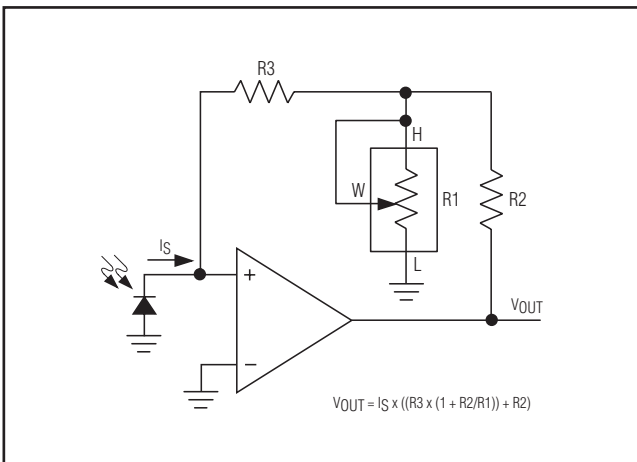 R3
H
W
R1
R2
L
IS
+
−
VOUT
VOUT = IS x ((R3 x (1 + R2/R1)) + R2)